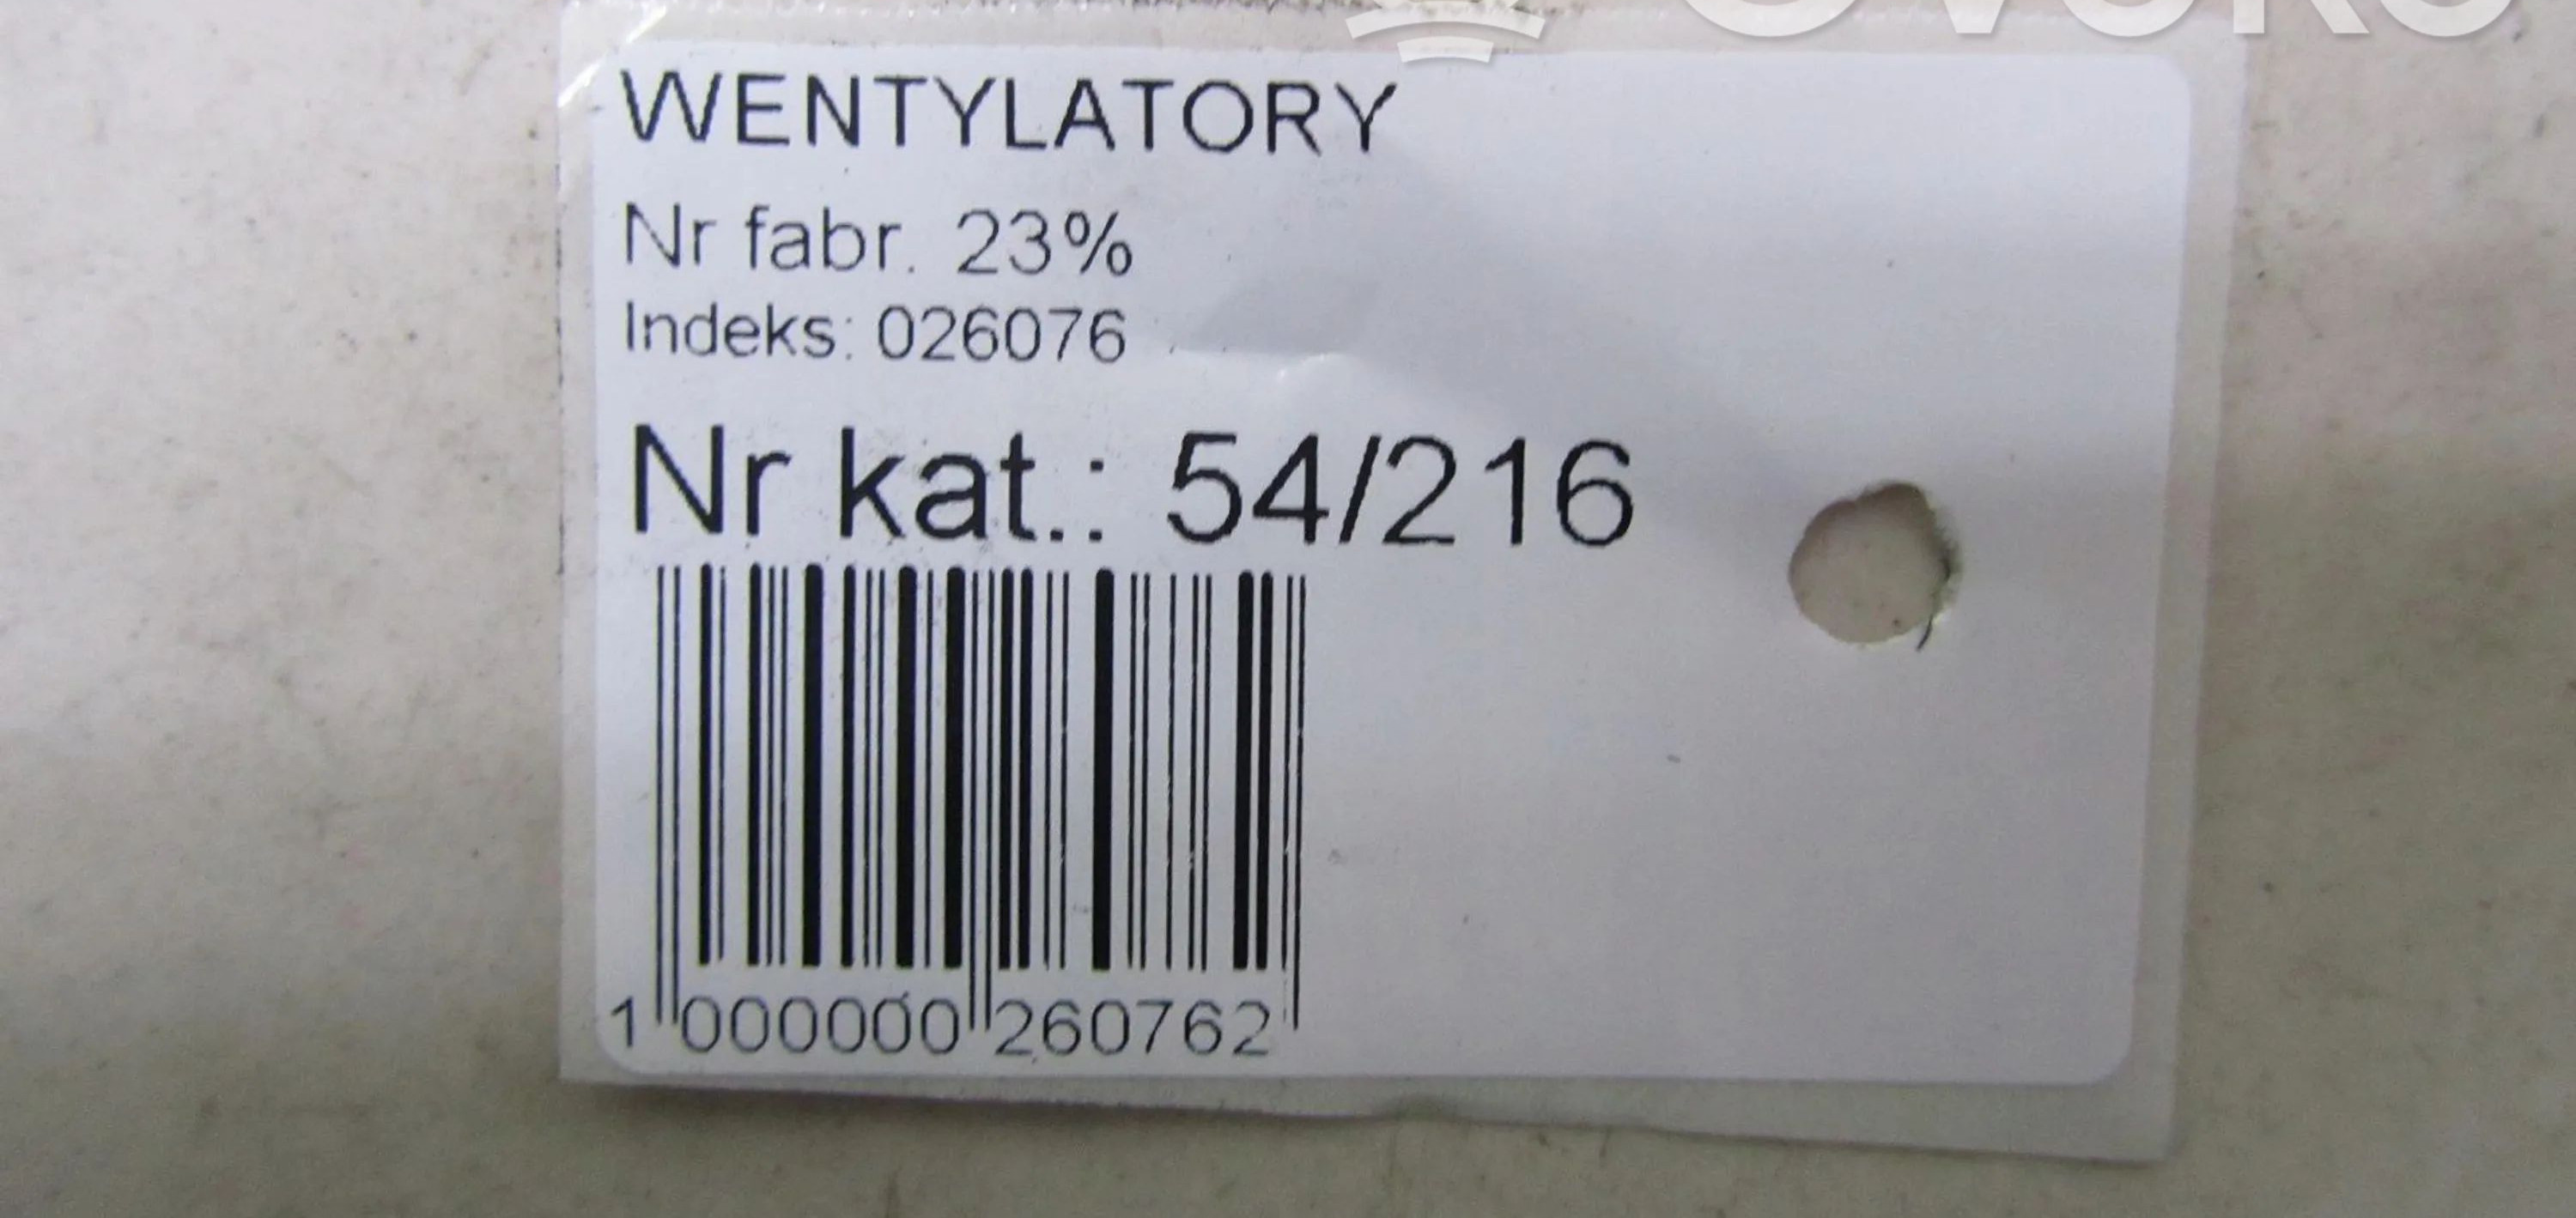 WENTYLATORY
Nr fabr. 23%
Indeks: 026076
Nr kat.: 54/216
1 000000 260762